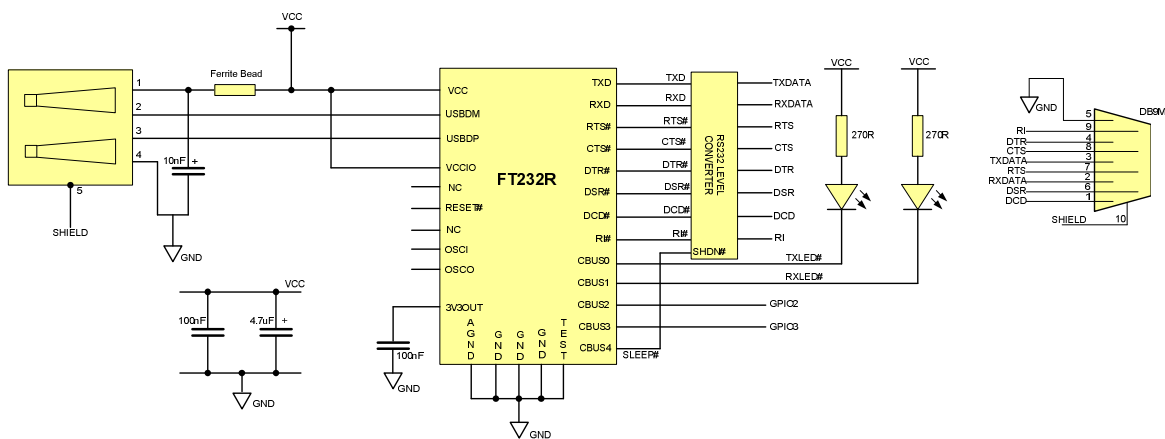 VCC
Ferrite Bead
1
2
3
4
5
SHIELD
10nF +
GND
VCC
100nF
4.7uF +
GND
FT232R
VCC
USBDM
USBDP
VCCIO
NC
RESET#
NC
OSCI
OSCO
3V3OUT
100nF
GND
AGND
GND
GND
GND
TEST
GND
TXD
RXD
RTS#
CTS#
DTR#
DSR#
DCD#
RI#
CBUS0
CBUS1
CBUS2
CBUS3
CBUS4
TXD
RXD
RTS#
CTS#
DTR#
DSR#
DCD#
RI#
SLEEP#
RS232 LEVEL
CONVERTER
SHDN#
TXDATA
RXDATA
RTS
CTS
DTR
DSR
DCD
RI
TXLED#
RXLED#
GPIO2
GPIO3
VCC
270R
VCC
270R
GND
DB9M
5
RI 9
DTR 4
CTS 8
TXDATA 3
RTS 7
RXDATA 2
DSR 6
DCD 1
SHIELD 10